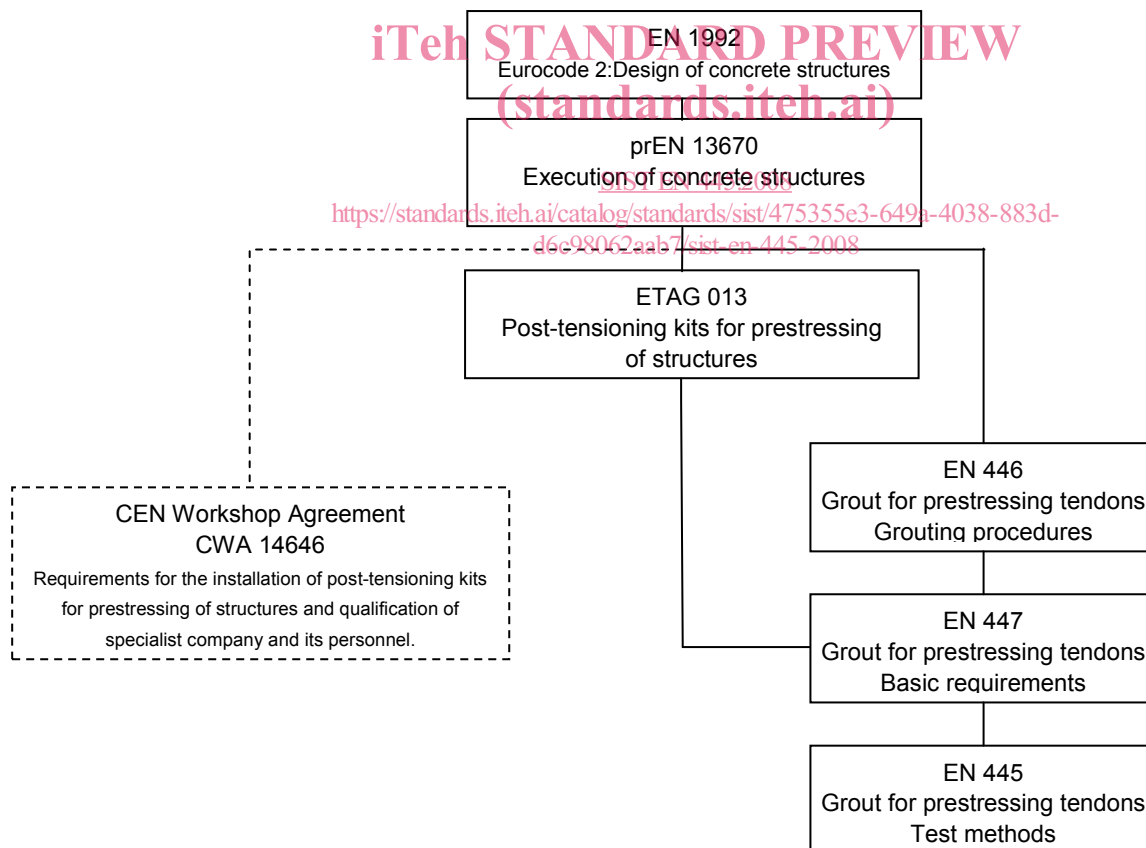 iTeh STANDARD PREVIEW
EN 1992
Eurocode 2:Design of concrete structures
(standards.iteh.ai)
prEN 13670
Execution of concrete structures
SIST EN 445:2008
https://standards.iteh.ai/catalog/standards/sist/475355e3-649a-4038-883d-
d6c98062aab7/sist-en-445-2008
ETAG 013
Post-tensioning kits for prestressing
of structures
EN 446
Grout for prestressing tendons
Grouting procedures
CEN Workshop Agreement
CWA 14646
Requirements for the installation of post-tensioning kits
for prestressing of structures and qualification of
specialist company and its personnel.
EN 447
Grout for prestressing tendons
Basic requirements
EN 445
Grout for prestressing tendons
Test methods